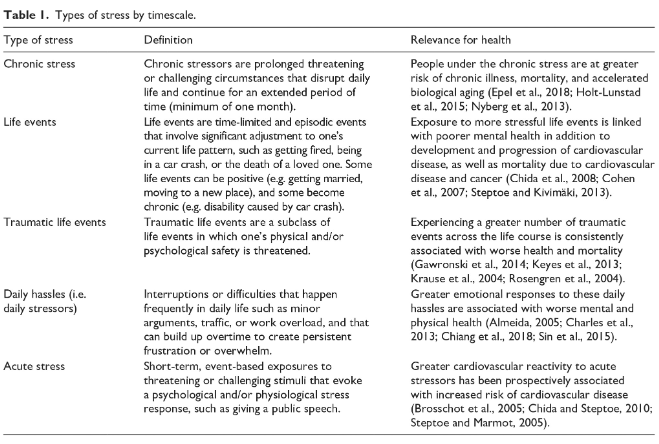 Table 1. Types of stress by timescale.
Type of stress
Definition
Relevance for health
Chronic stress
Chronic stressors are prolonged threatening
or challenging circumstances that disrupt daily
life and continue for an extended period of
time (minimum of one month).
People under the chronic stress are at greater
risk of chronic illness, mortality, and accelerated
biological aging (Epel et al., 2018; Holt-Lunstad
et al., 2015; Nyberg et al., 2013).
Life events
Life events are time-limited and episodic events
that involve significant adjustment to one's
current life pattern, such as getting fired, being
in a car crash, or the death of a loved one. Some
life events can be positive (e.g. getting married,
moving to a new place), and some become
chronic (e.g. disability caused by car crash).
Exposure to more stressful life events is linked
with poorer mental health in addition to
development and progression of cardiovascular
disease, as well as mortality due to cardiovascular
disease and cancer (Chida et al., 2008; Cohen
et al., 2007; Steptoe and Kivimäki, 2013).
Traumatic life events
Traumatic life events are a subclass of
life events in which one's physical and/or
psychological safety is threatened.
Experiencing a greater number of traumatic
events across the life course is consistently
associated with worse health and mortality
(Gawronski et al., 2014; Keyes et al., 2013;
Krause et al., 2004; Rosengren et al., 2004).
Daily hassles (i.e.
daily stressors)
Interruptions or difficulties that happen
frequently in daily life such as minor
arguments, traffic, or work overload, and that
can build up overtime to create persistent
frustration or overwhelm.
Greater emotional responses to these daily
hassles are associated with worse mental and
physical health (Almeida, 2005; Charles et al.,
2013; Chiang et al., 2018; Sin et al., 2015).
Acute stress
Short-term, event-based exposures to
threatening or challenging stimuli that evoke
a psychological and/or physiological stress
response, such as giving a public speech.
Greater cardiovascular reactivity to acute
stressors has been prospectively associated
with increased risk of cardiovascular disease
(Brosschot et al., 2005; Chida and Steptoe, 2010;
Steptoe and Marmot, 2005).